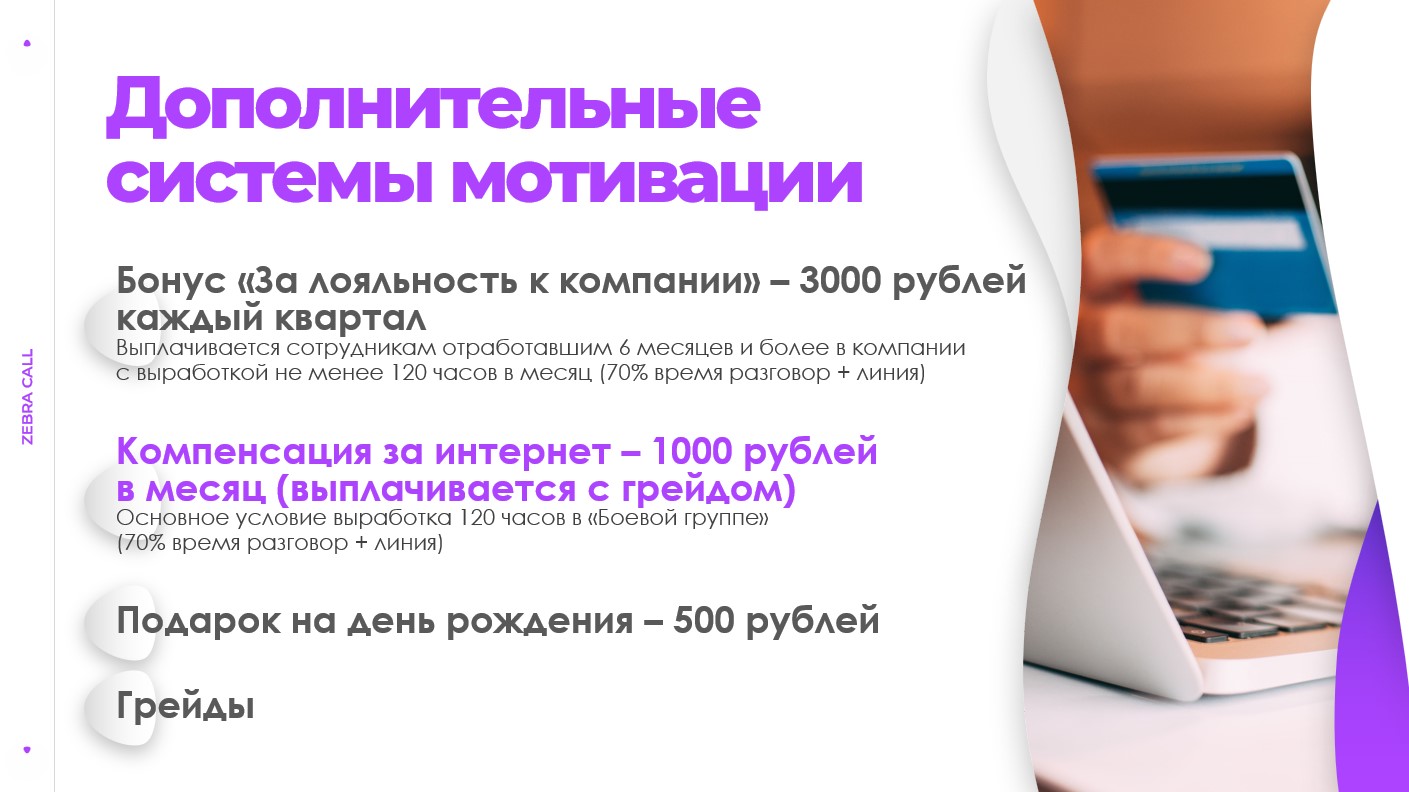 Дополнительные
системы мотивации
Бонус «За лояльность к компании» – 3000 рублей
каждый квартал
Выплачивается сотрудникам отработавшим 6 месяцев и более в компании
с выработкой не менее 120 часов в месяц (70% время разговор + линия)
Компенсация за интернет – 1000 рублей
в месяц (выплачивается с грейдом)
Основное условие выработка 120 часов в «Боевой группе»
(70% время разговор + линия)
Подарок на день рождения – 500 рублей
Грейды
ZEBRA CALL